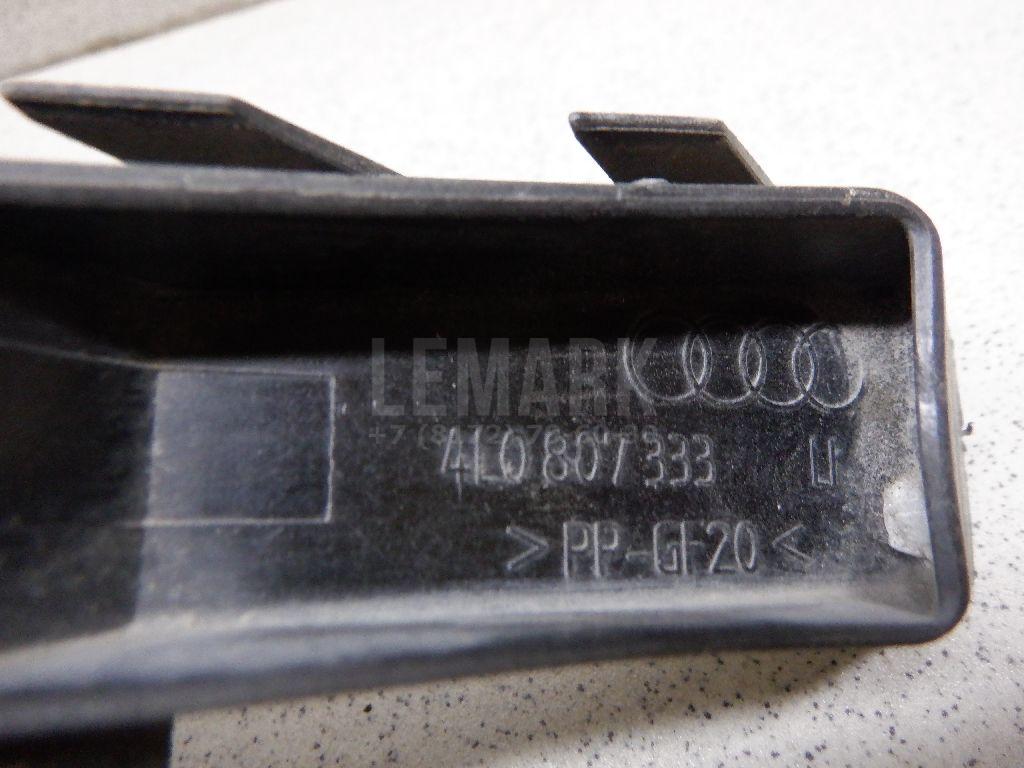 LEMARK
4L0 807 333
> PP-GF20 <